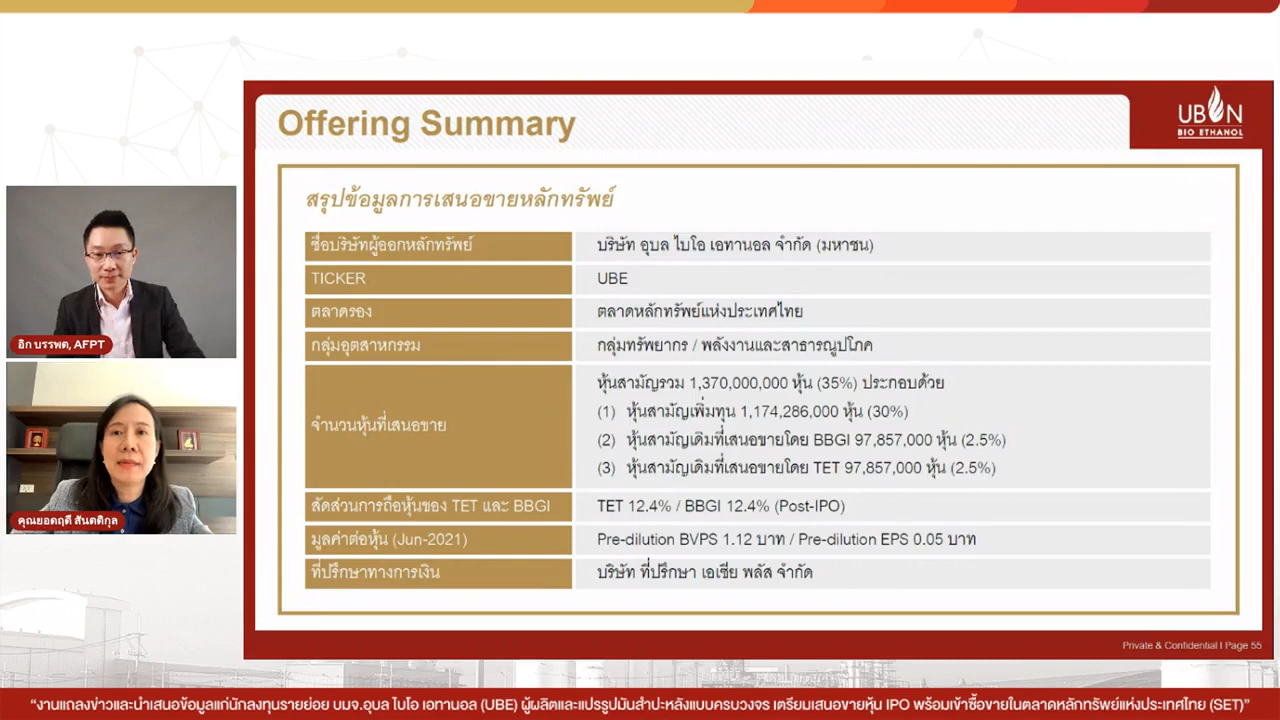 Offering Summary
UBON
BIO ETHANOL
สรุปข้อมูลการเสนอขายหลักทรัพย์
ชื่อบริษัทผู้ออกหลักทรัพย์ บริษัท อุบล ไบโอ เอทานอล จำกัด (มหาชน)
TICKER UBE
ตลาดรอง ตลาดหลักทรัพย์แห่งประเทศไทย
กลุ่มอุตสาหกรรม กลุ่มทรัพยากร / พลังงานและสาธารณูปโภค
จำนวนหุ้นที่เสนอขาย
หุ้นสามัญรวม 1,370,000,000 หุ้น (35%) ประกอบด้วย
(1) หุ้นสามัญเพิ่มทุน 1,174,286,000 หุ้น (30%)
(2) หุ้นสามัญเดิมที่เสนอขายโดย BBGI 97,857,000 หุ้น (2.5%)
(3) หุ้นสามัญเดิมที่เสนอขายโดย TET 97,857,000 หุ้น (2.5%)
สัดส่วนการถือหุ้นของ TET และ BBGI TET 12.4% / BBGI 12.4% (Post-IPO)
มูลค่าต่อหุ้น (Jun-2021) Pre-dilution BVPS 1.12 บาท / Pre-dilution EPS 0.05 บาท
ที่ปรึกษาทางการเงิน บริษัท ที่ปรึกษา เอเซีย พลัส จำกัด
Private & Confidential I Page 55
อิก บรรพต, AFPT
คุณยอดฤดี สันตติกุล
“งานแถลงข่าวและนำเสนอข้อมูลแก่นักลงทุนรายย่อย บมจ.อุบล ไบโอ เอทานอล (UBE) ผู้ผลิตและแปรรูปมันสำปะหลังแบบครบวงจร เตรียมเสนอขายหุ้น IPO พร้อมเข้าซื้อขายในตลาดหลักทรัพย์แห่งประเทศไทย (SET)”